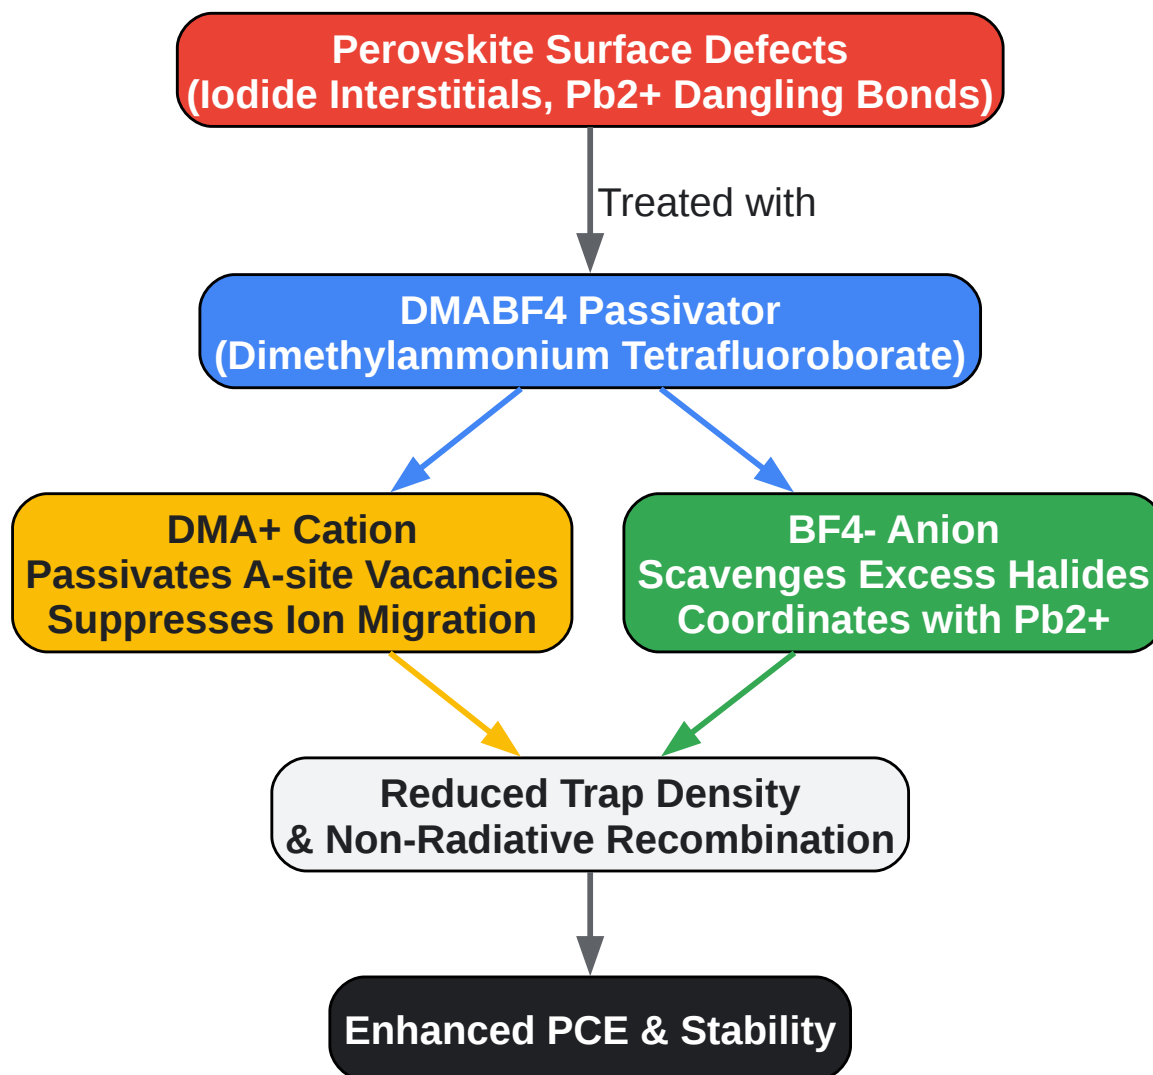 Perovskite Surface Defects
(Iodide Interstitials, Pb2+ Dangling Bonds)
Treated with
DMABF4 Passivator
(Dimethylammonium Tetrafluoroborate)
DMA+ Cation
Passivates A-site Vacancies
Suppresses Ion Migration
BF4- Anion
Scavenges Excess Halides
Coordinates with Pb2+
Reduced Trap Density
& Non-Radiative Recombination
Enhanced PCE & Stability